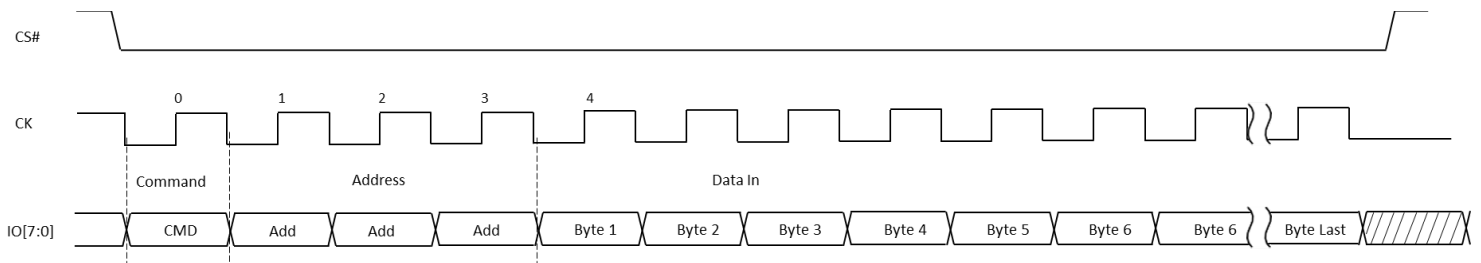 CS#
0 1 2 3 4
CK
Command Address Data In
IO[7:0] CMD Add Add Add Byte 1 Byte 2 Byte 3 Byte 4 Byte 5 Byte 6 Byte 6 Byte Last